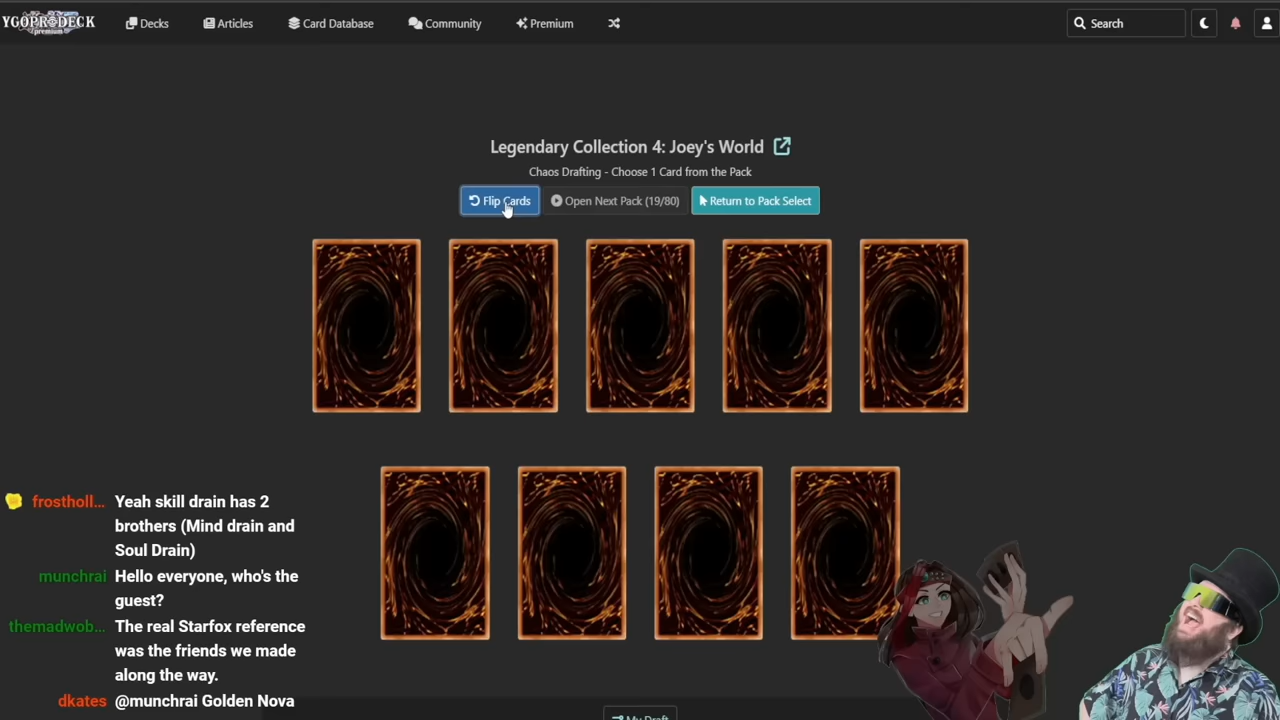 YGOPRODECK
premium
Decks
Articles
Card Database
Community
Premium
Search
Legendary Collection 4: Joey's World
Chaos Drafting - Choose 1 Card from the Pack
Flip Cards
Open Next Pack (19/80)
Return to Pack Select
frostholl... Yeah skill drain has 2
brothers (Mind drain and
Soul Drain)
munchrai Hello everyone, who's the
guest?
themadwob... The real Starfox reference
was the friends we made
along the way.
dkates @munchrai Golden Nova
My Draft